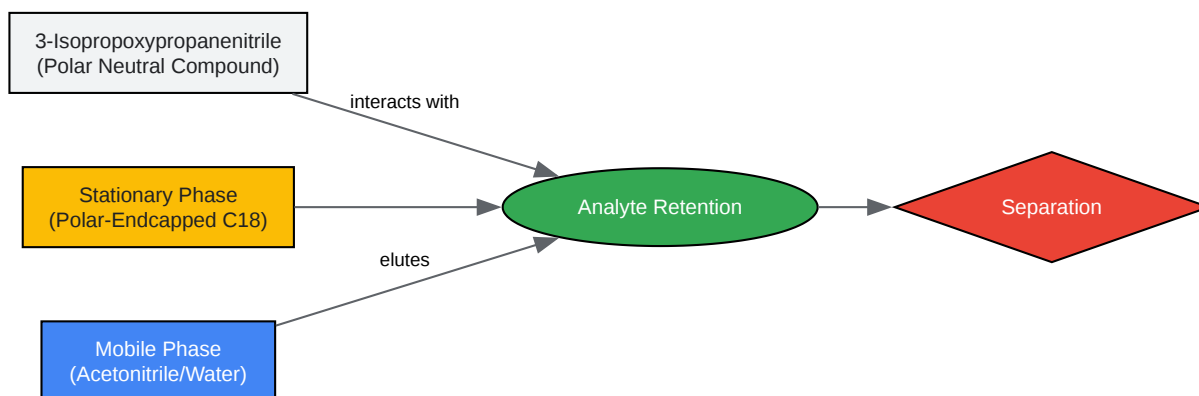 3-Isopropoxypropanenitrile
(Polar Neutral Compound)
interacts with
Stationary Phase
(Polar-Endcapped C18)
Analyte Retention
Separation
elutes
Mobile Phase
(Acetonitrile/Water)